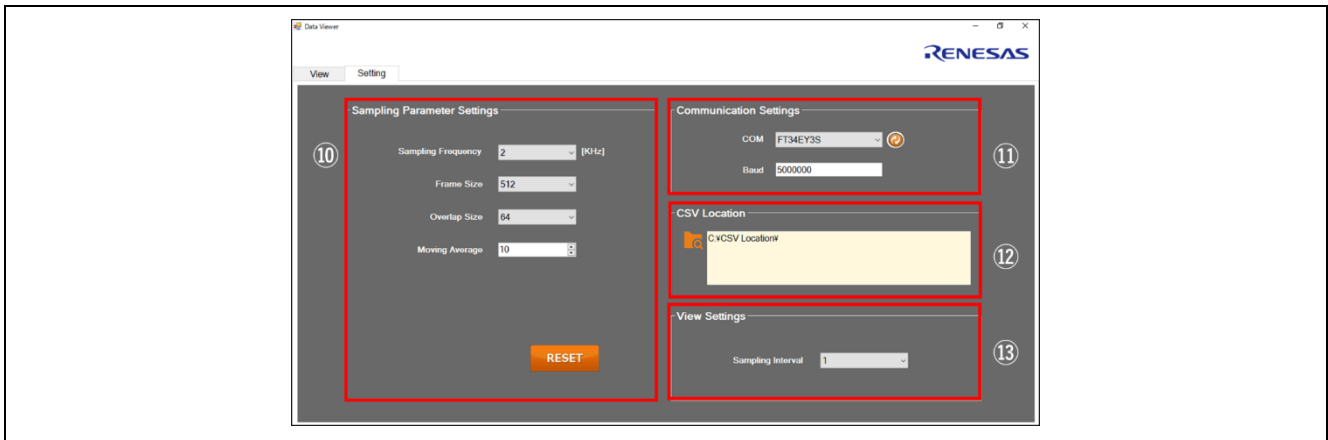 Data Viewer
RENESAS
View Setting
⑩
Sampling Parameter Settings
Sampling Frequency 2 [KHz]
Frame Size 512
Overlap Size 64
Moving Average 10
RESET
Communication Settings
COM FT34EY3S
Baud 5000000
⑪
CSV Location
C:¥CSV Location¥
⑫
View Settings
Sampling Interval 1
⑬